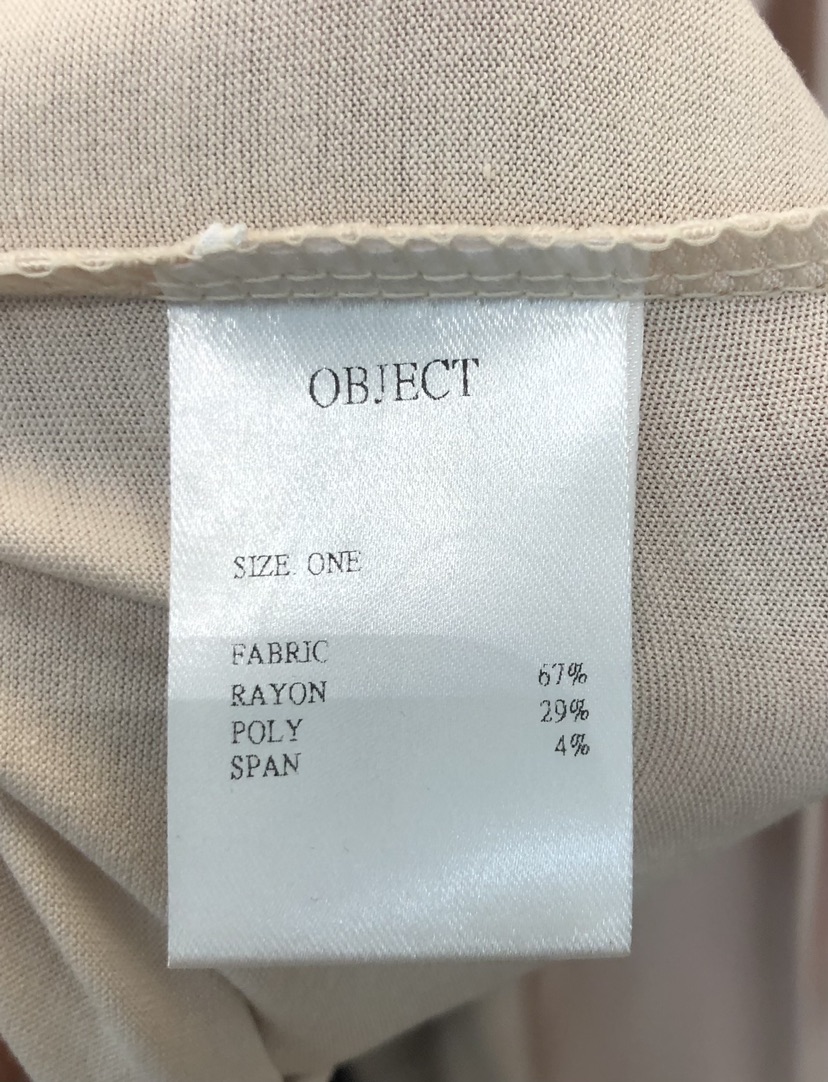 OBJECT
SIZE. ONE
FABRIC
RAYON 67%
POLY 29%
SPAN 4%